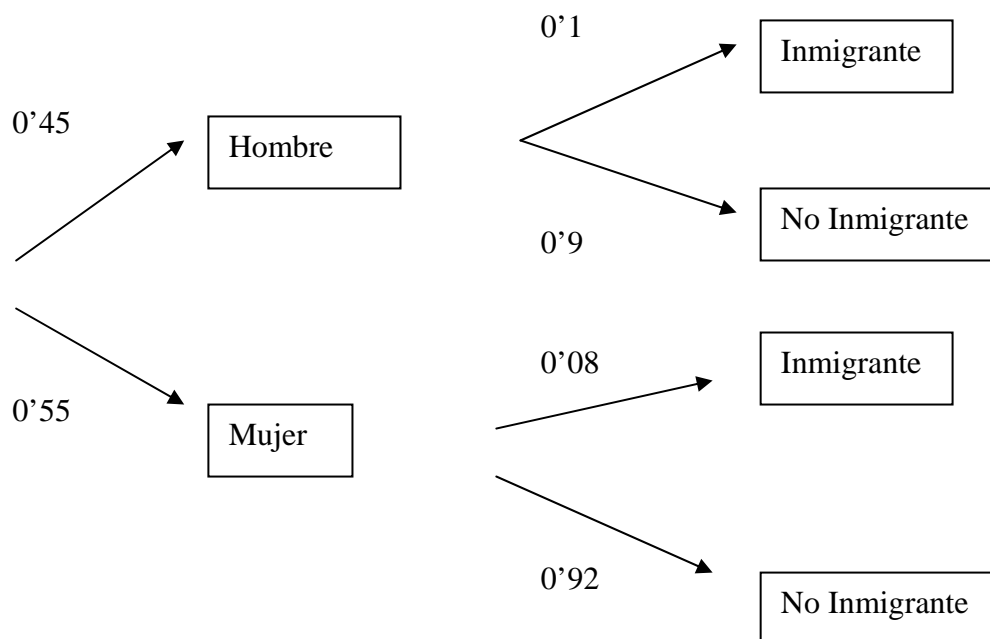 0’1
Inmigrante
0’45
Hombre
No Inmigrante
0’9
Inmigrante
0’08
0’55
Mujer
0’92
No Inmigrante